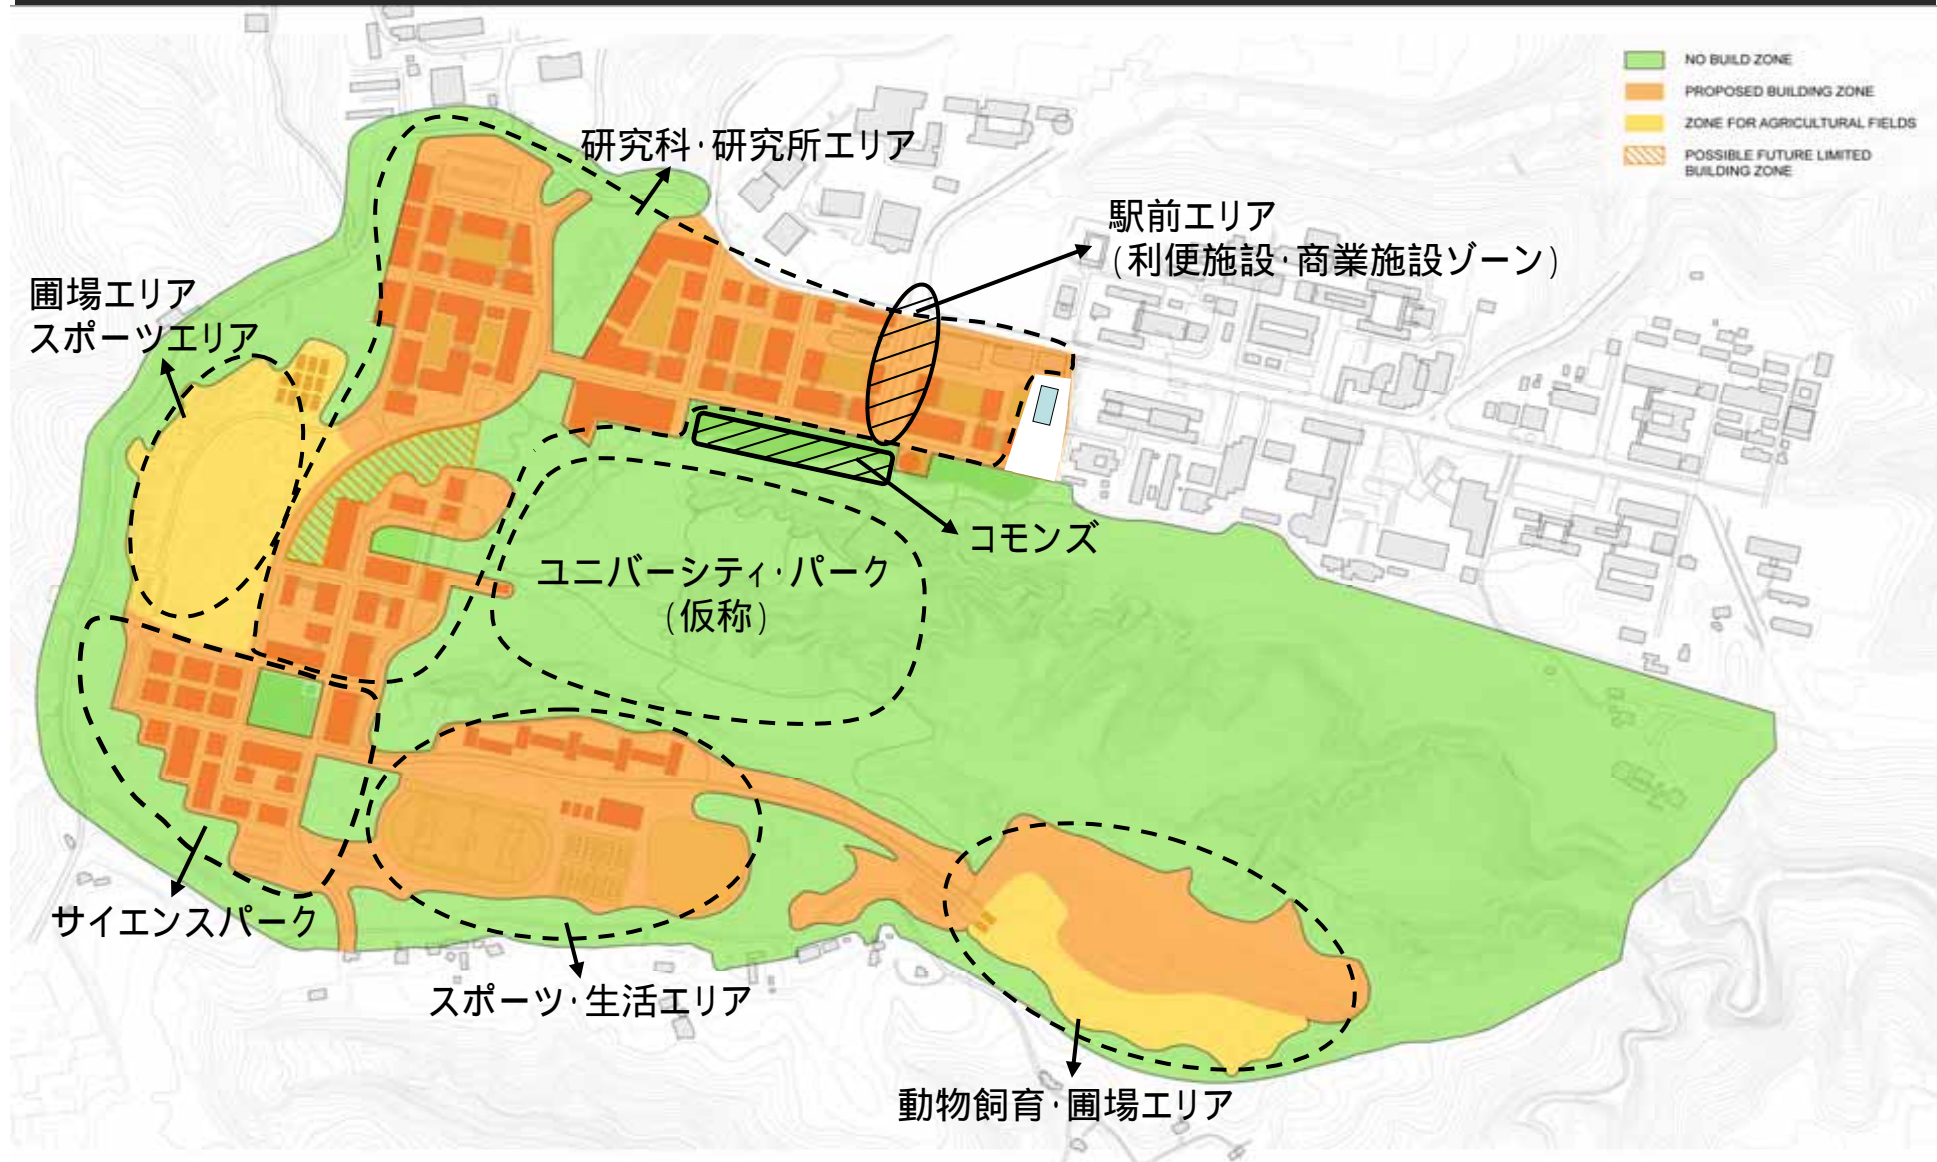 NO BUILD ZONE
PROPOSED BUILDING ZONE
ZONE FOR AGRICULTURAL FIELDS
POSSIBLE FUTURE LIMITED
BUILDING ZONE
研究科・研究所エリア
駅前エリア
(利便施設・商業施設ゾーン)
圃場エリア
スポーツエリア
コモンズ
ユニバーシティ・パーク
(仮称)
サイエンスパーク
スポーツ・生活エリア
動物飼育・圃場エリア